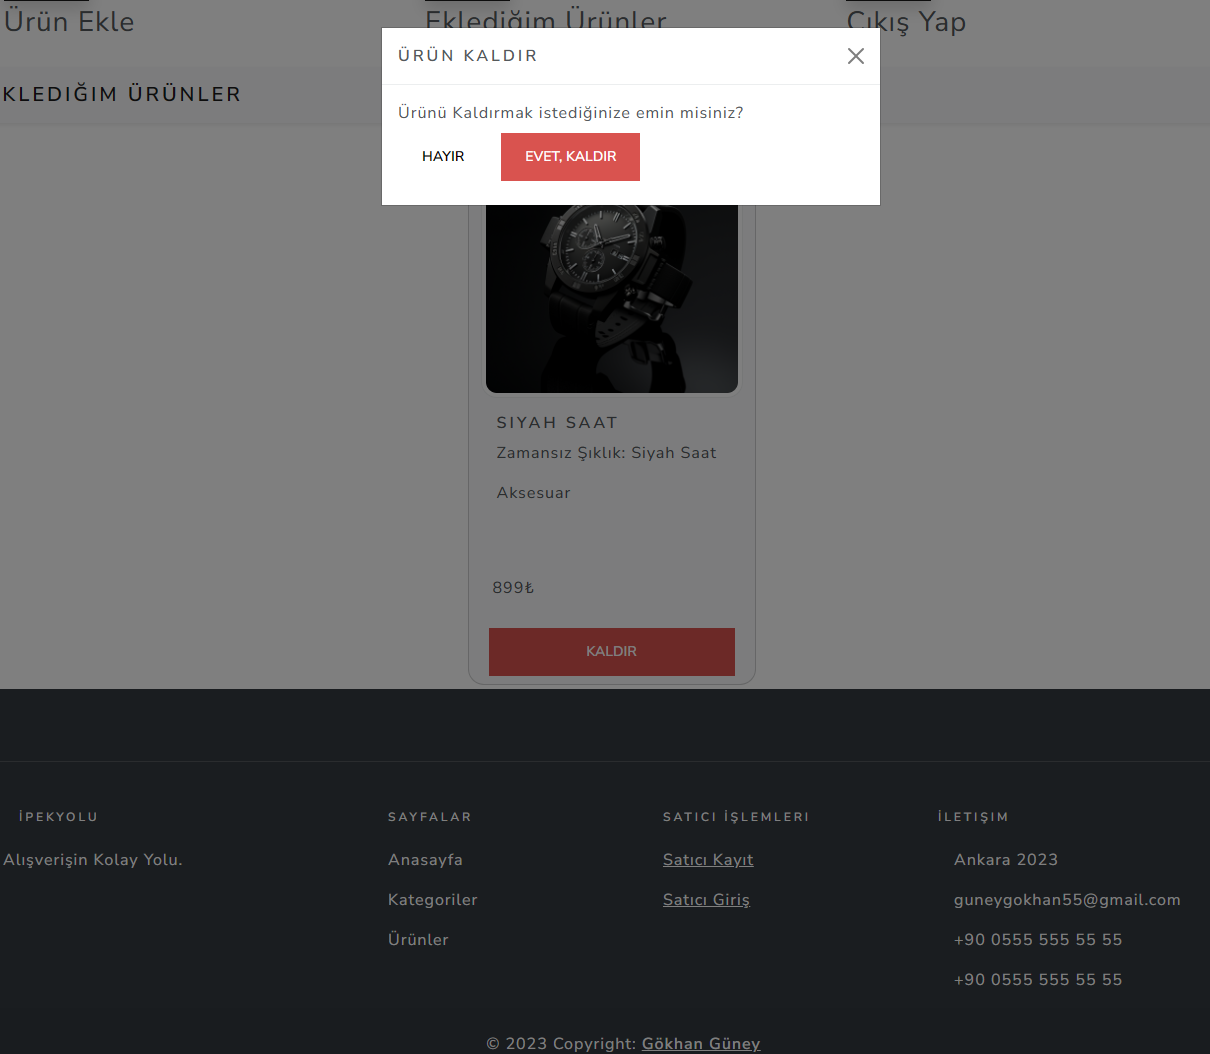 Ürün Ekle
Eklediğim Ürünler
Çıkış Yap
ÜRÜN KALDIR
KLEDIĞIM ÜRÜNLER
Ürünü Kaldırmak istediğinize emin misiniz?
HAYIR
EVET, KALDIR
SIYAH SAAT
Zamansız Şıklık: Siyah Saat
Aksesuar
899₺
KALDIR
İPEKYOLU
Alışverişin Kolay Yolu.
SAYFALAR
Anasayfa
Kategoriler
Ürünler
SATICI İŞLEMLERI
Satıcı Kayıt
Satıcı Giriş
İLETIŞIM
Ankara 2023
guneygokhan55@gmail.com
+90 0555 555 55 55
+90 0555 555 55 55
© 2023 Copyright: Gökhan Güney